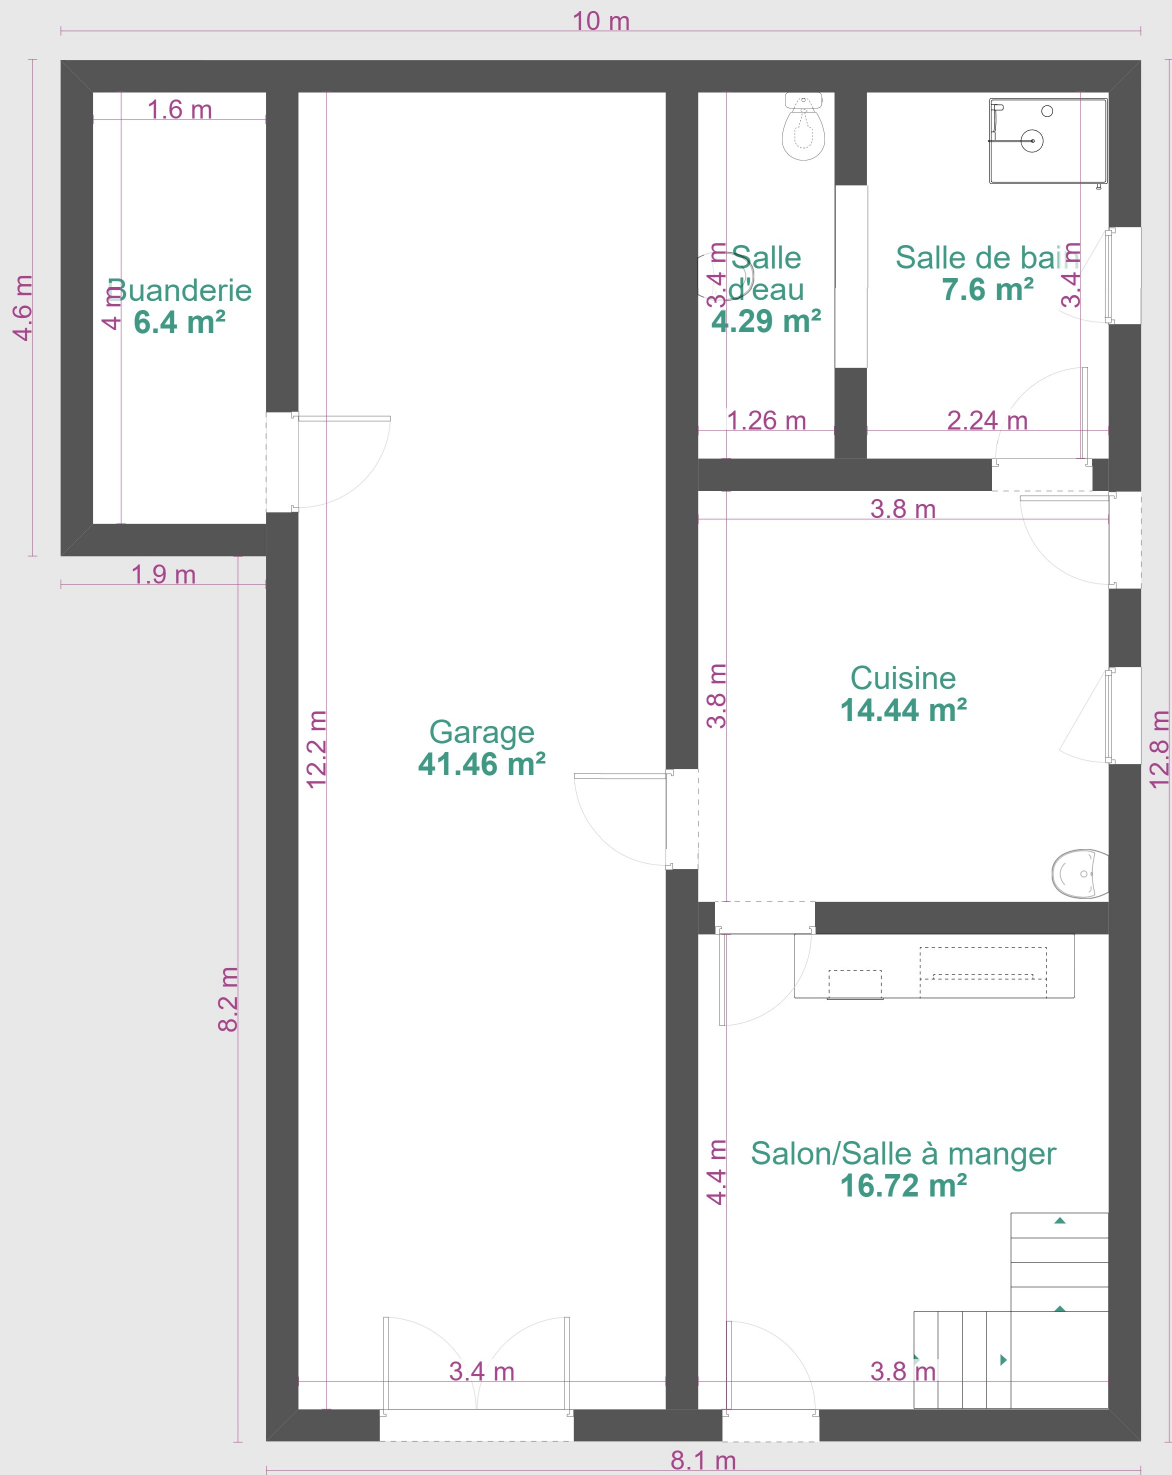 10 m
1.6 m
4.6 m
4 m
Buanderie
6.4 m²
1.9 m
3.4 m
Salle
d'eau
4.29 m²
1.26 m
Salle de bain
7.6 m²
3.4 m
2.24 m
3.8 m
3.8 m
Cuisine
14.44 m²
Garage
41.46 m²
12.2 m
12.8 m
8.2 m
4.4 m
Salon/Salle à manger
16.72 m²
3.4 m
3.8 m
8.1 m